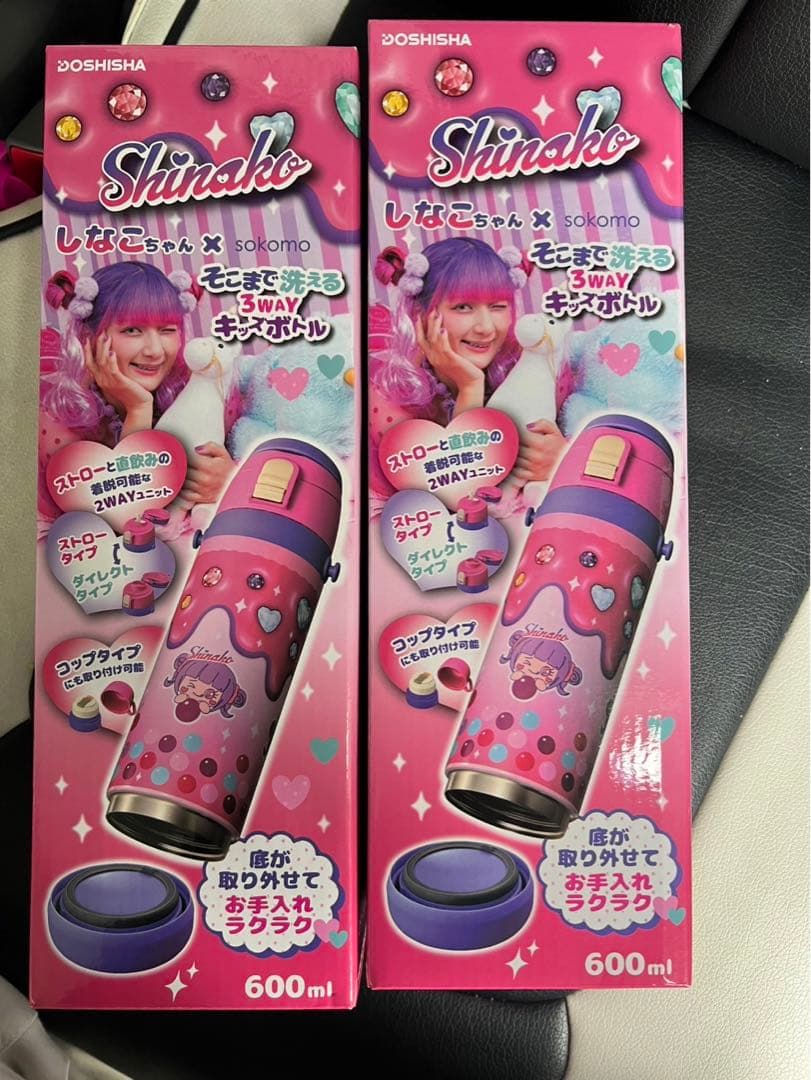 DOSHISHA
Shinako
しなこちゃん × sokomo
そこまで洗える
3WAY
キッズボトル
ストローと直飲みの
着脱可能な
2WAYユニット
ストロー
タイプ
ダイレクト
タイプ
コップタイプ
にも取り付け可能
Shinako
底が
取り外せて
お手入れ
ラクラク
600ml
DOSHISHA
Shinako
しなこちゃん × sokomo
そこまで洗える
3WAY
キッズボトル
ストローと直飲みの
着脱可能な
2WAYユニット
ストロー
タイプ
ダイレクト
タイプ
コップタイプ
にも取り付け可能
Shinako
底が
取り外せて
お手入れ
ラクラク
600ml